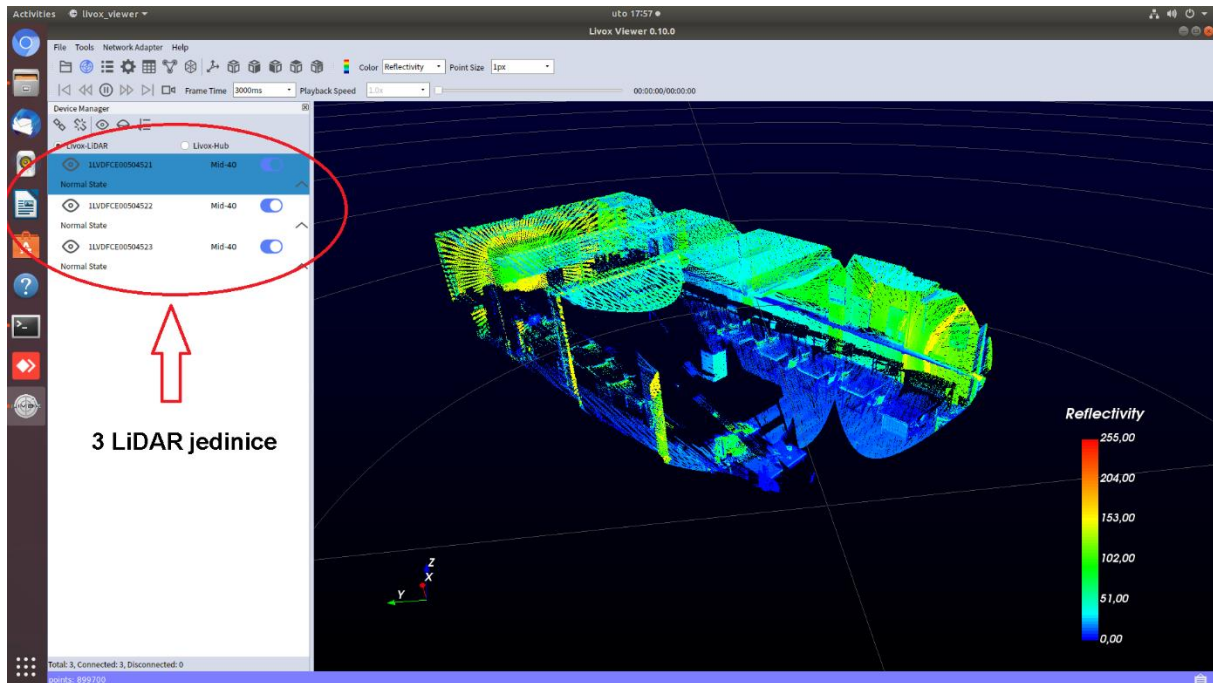 Activities livox_viewer uto 17:57
Livox Viewer 0.10.0
File Tools Network Adapter Help
Color Reflectivity Point Size 1px
Frame Time 3000ms Playback Speed 1.0x 00:00:00/00:00:00
Device Manager
Livox-LiDAR Livox-Hub
1LVDFCE00504521 Mid-40
Normal State
1LVDFCE00504522 Mid-40
Normal State
1LVDFCE00504523 Mid-40
Normal State
3 LiDAR jedinice
Reflectivity
255,00
204,00
153,00
102,00
51,00
0,00
Z
X
Y
Total: 3, Connected: 3, Disconnected: 0
points: 899700